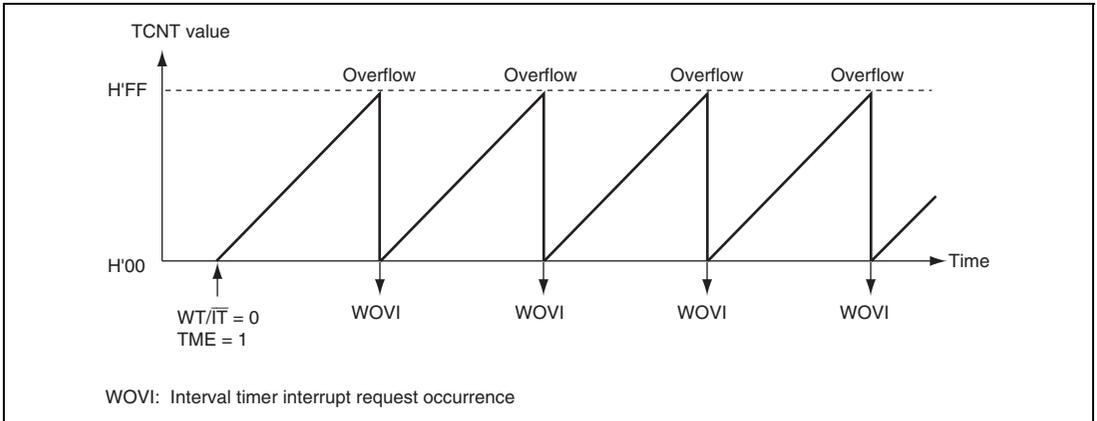 TCNT value
Overflow Overflow Overflow Overflow
H'FF
H'00
Time
WT/I̅T̅ = 0
TME = 1
WOVI WOVI WOVI WOVI
WOVI: Interval timer interrupt request occurrence